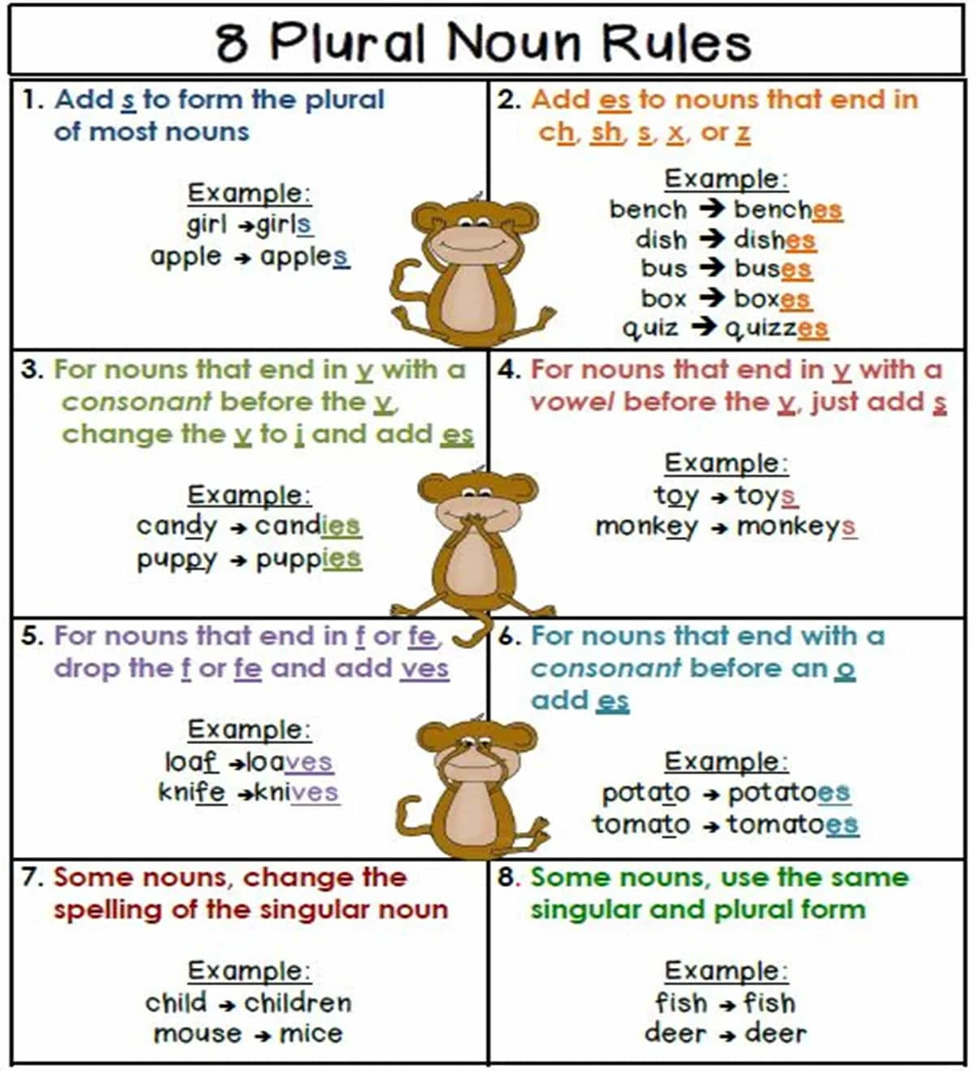 8 Plural Noun Rules
1. Add s to form the plural
of most nouns
Example:
girl →girls
apple → apples
2. Add es to nouns that end in
ch, sh, s, x, or z
Example:
bench → benches
dish → dishes
bus → buses
box → boxes
quiz → quizzes
3. For nouns that end in y with a
consonant before the y,
change the y to i and add es
Example:
candy → candies
puppy → puppies
4. For nouns that end in y with a
vowel before the y, just add s
Example:
toy → toys
monkey → monkeys
5. For nouns that end in f or fe,
drop the f or fe and add ves
Example:
loaf →loaves
knife →knives
6. For nouns that end with a
consonant before an o
add es
Example:
potato → potatoes
tomato → tomatoes
7. Some nouns, change the
spelling of the singular noun
Example:
child → children
mouse → mice
8. Some nouns, use the same
singular and plural form
Example:
fish → fish
deer → deer